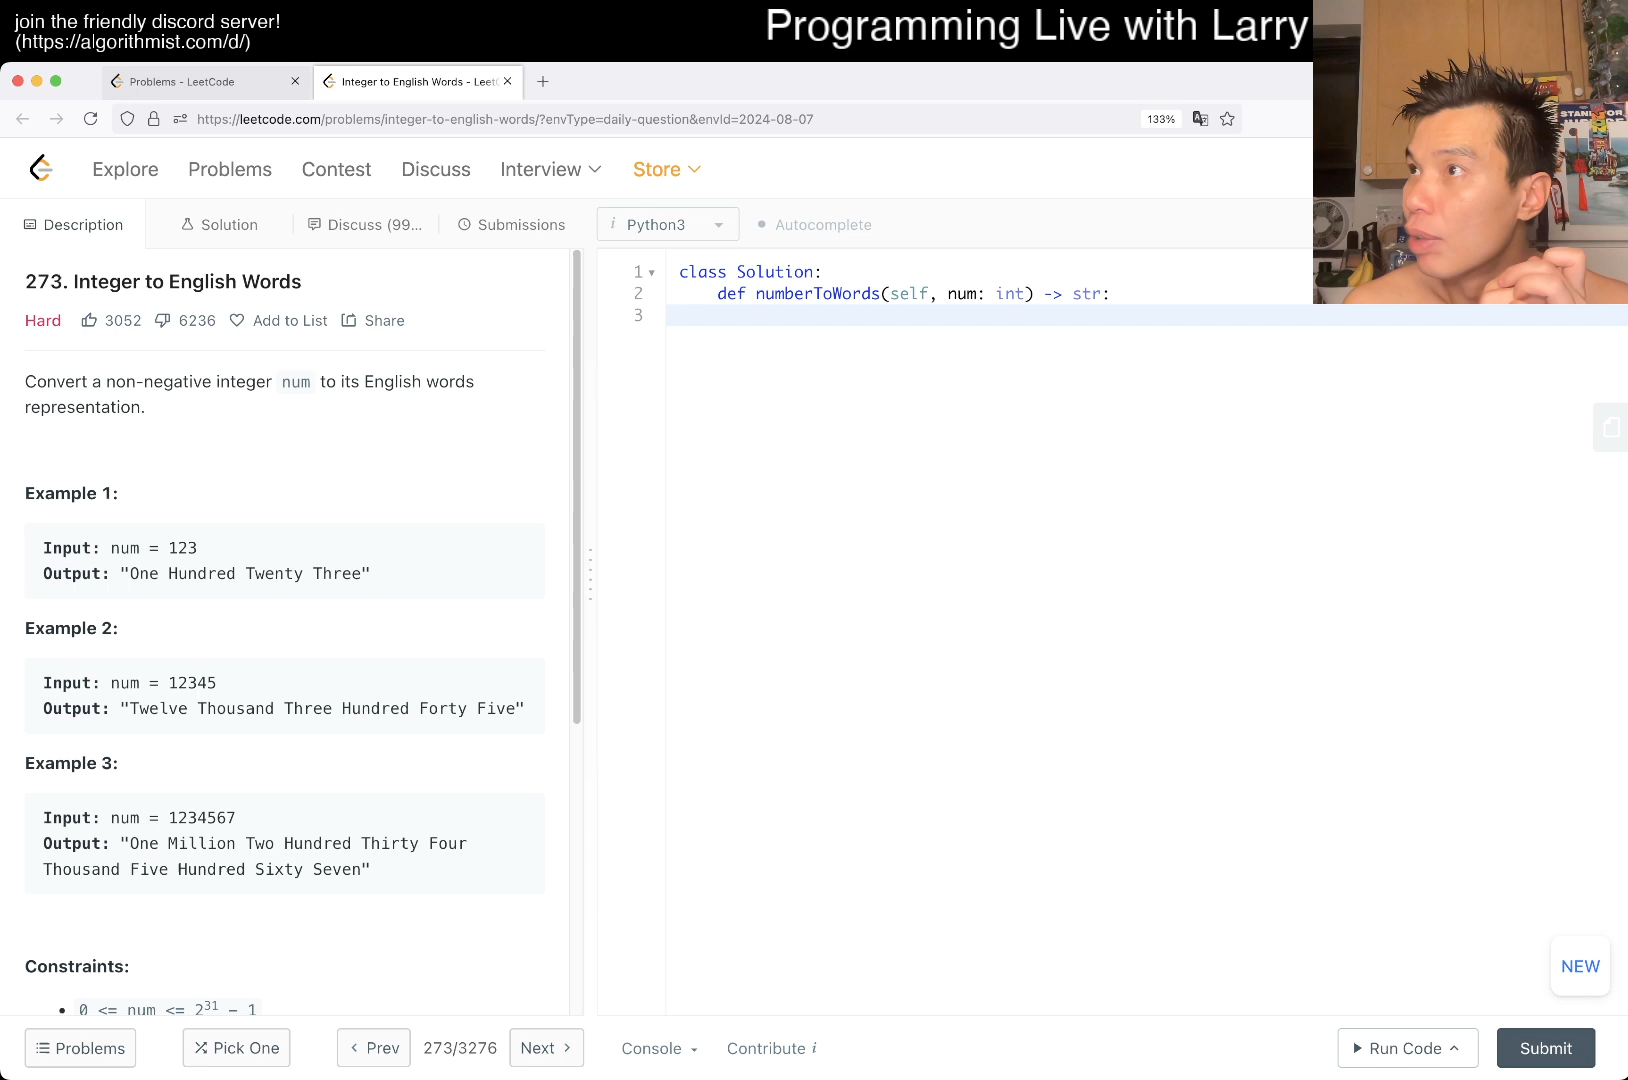 join the friendly discord server!
(https://algorithmist.com/d/)
Programming Live with Larry
Problems - LeetCode
Integer to English Words - Leet
https://leetcode.com/problems/integer-to-english-words/?envType=daily-question&envId=2024-08-07
133%
Explore
Problems
Contest
Discuss
Interview
Store
Description
Solution
Discuss (99...
Submissions
i Python3
Autocomplete
273. Integer to English Words
Hard
3052
6236
Add to List
Share
Convert a non-negative integer num to its English words
representation.
Example 1:
Input: num = 123
Output: "One Hundred Twenty Three"
Example 2:
Input: num = 12345
Output: "Twelve Thousand Three Hundred Forty Five"
Example 3:
Input: num = 1234567
Output: "One Million Two Hundred Thirty Four
Thousand Five Hundred Sixty Seven"
Constraints:
• 0 <= num <= 2^31 - 1
1 class Solution:
2 def numberToWords(self, num: int) -> str:
3
NEW
Problems
Pick One
Prev
273/3276
Next
Console
Contribute i
Run Code
Submit